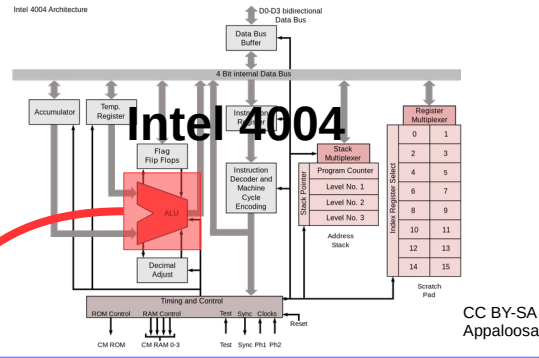 Intel 4004 Architecture
D0-D3 bidirectional
Data Bus
Data Bus
Buffer
4 Bit internal Data Bus
Accumulator
Temp.
Register
Instruction
Register
Register
Multiplexer
Intel 4004
Flag
Flip Flops
ALU
Decimal
Adjust
Instruction
Decoder and
Machine
Cycle
Encoding
Stack
Multiplexer
Stack Pointer
Program Counter
Level No. 1
Level No. 2
Level No. 3
Address
Stack
Index Register Select
0 1
2 3
4 5
6 7
8 9
10 11
12 13
14 15
Scratch
Pad
Timing and Control
ROM Control RAM Control Test Sync Clocks
Reset
CM ROM CM RAM 0-3 Test Sync Ph1 Ph2
CC BY-SA
Appaloosa